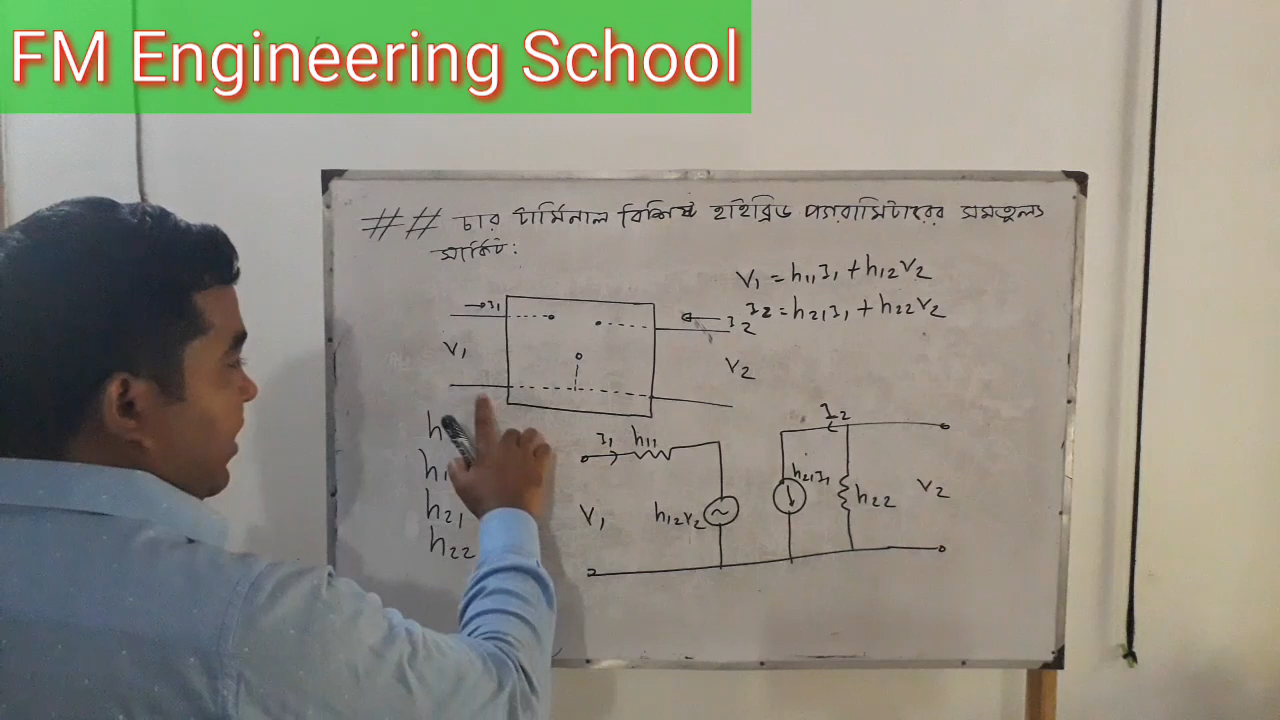 FM Engineering School
## চার টার্মিনাল বিশিষ্ট হাইব্রিড প্যারামিটারের সমতুল্য
সার্কিট:
V₁ = h₁₁I₁ + h₁₂V₂
I₂ = h₂₁I₁ + h₂₂V₂
I₁
I₂
V₁
V₂
h
h₁
h₂₁
h₂₂
I₁ h₁₁
I₂
V₁
h₁₂V₂
h₂₁I₁
h₂₂
V₂